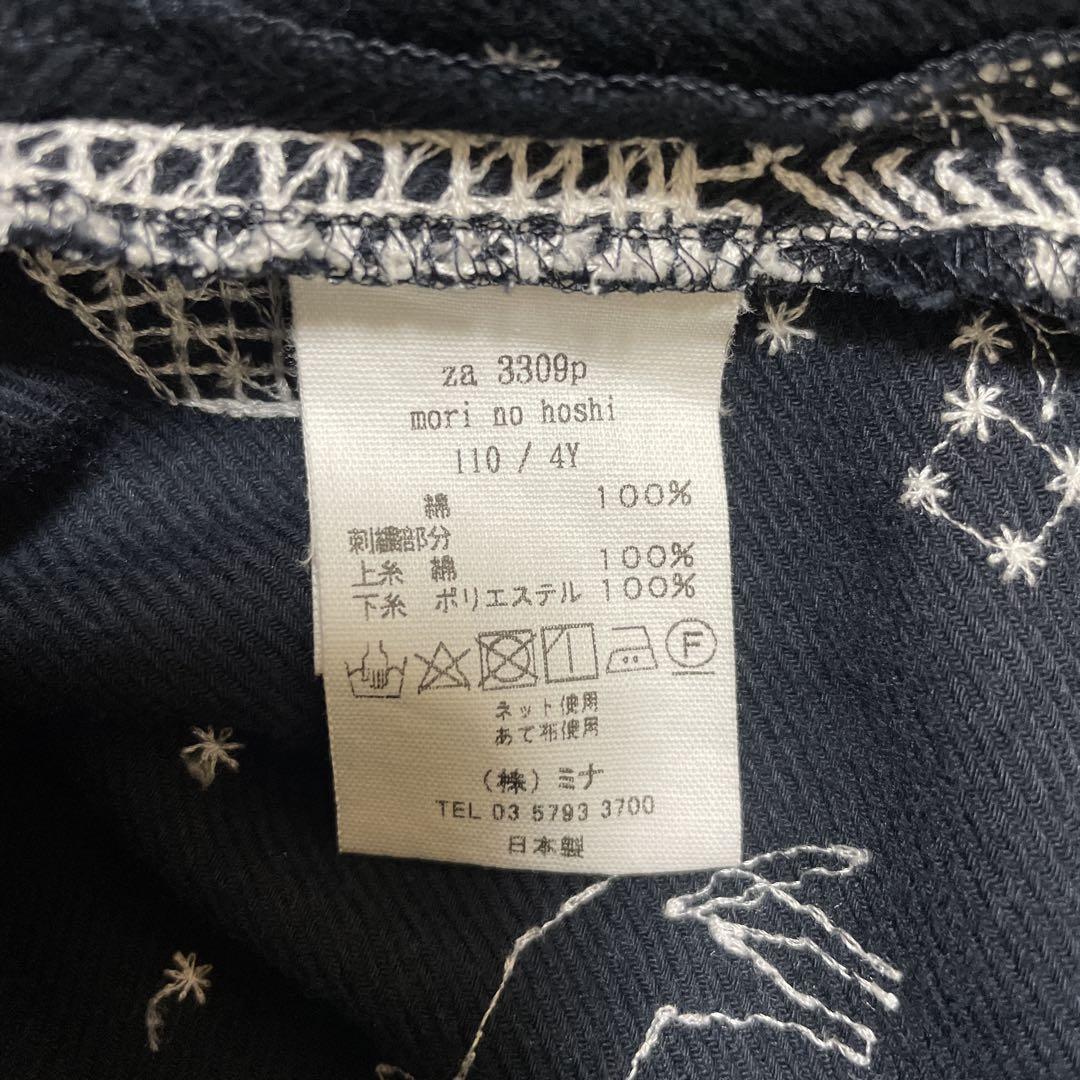 za 3309p
mori no hoshi
110 / 4Y
綿 100%
刺繍部分
上糸 綿 100%
下糸 ポリエステル 100%
F
ネット使用
あて布使用
（株）ミナ
TEL 03 5793 3700
日本製